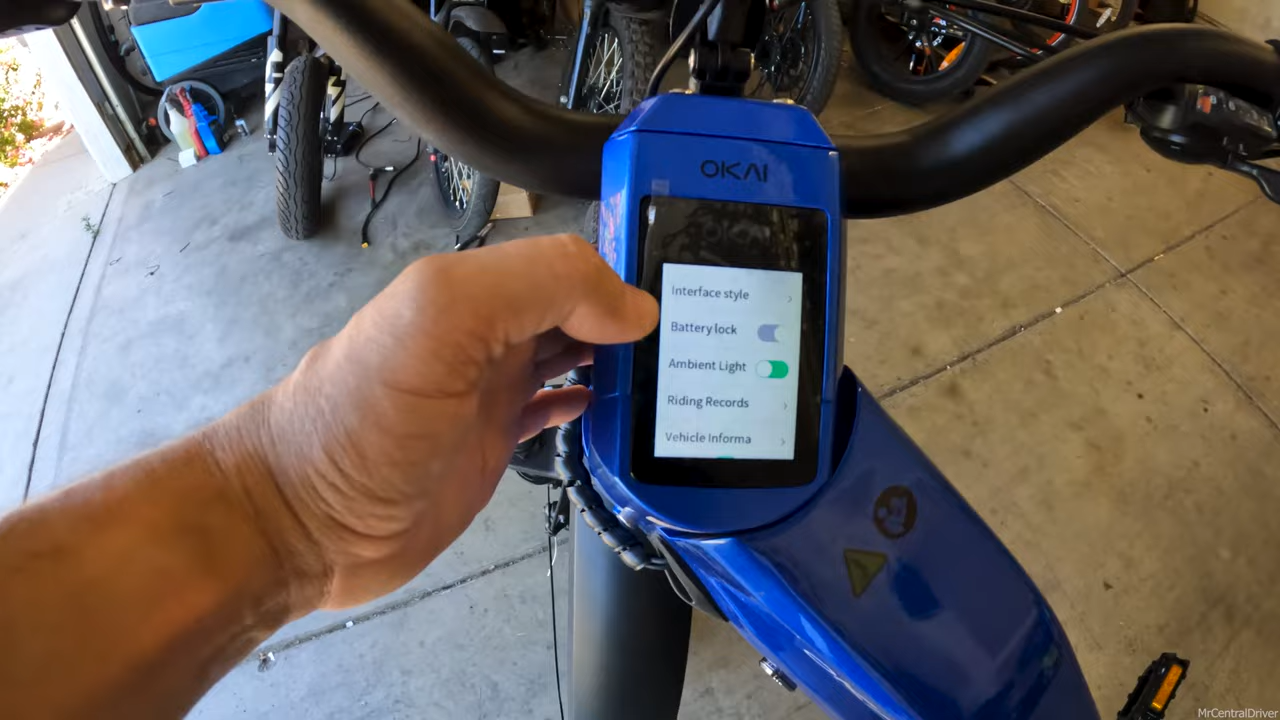 OKAI
Interface style
Battery lock
Ambient Light
Riding Records
Vehicle Informa
MrCentralDriver